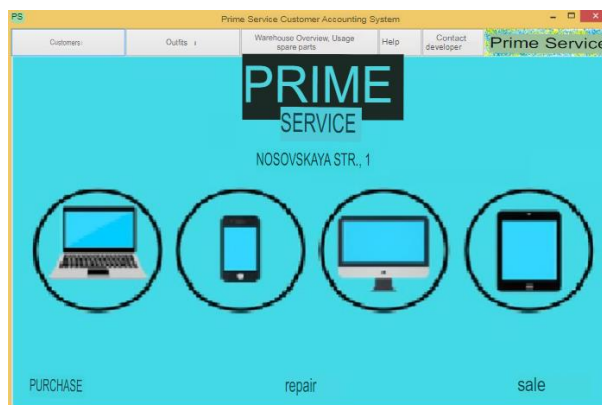 PS
Prime Service Customer Accounting System
Customers
Outfits
Warehouse Overview, Usage
spare parts
Help
Contact
developer
Prime Service
PRIME
SERVICE
NOSOVSKAYA STR., 1
PURCHASE
repair
sale